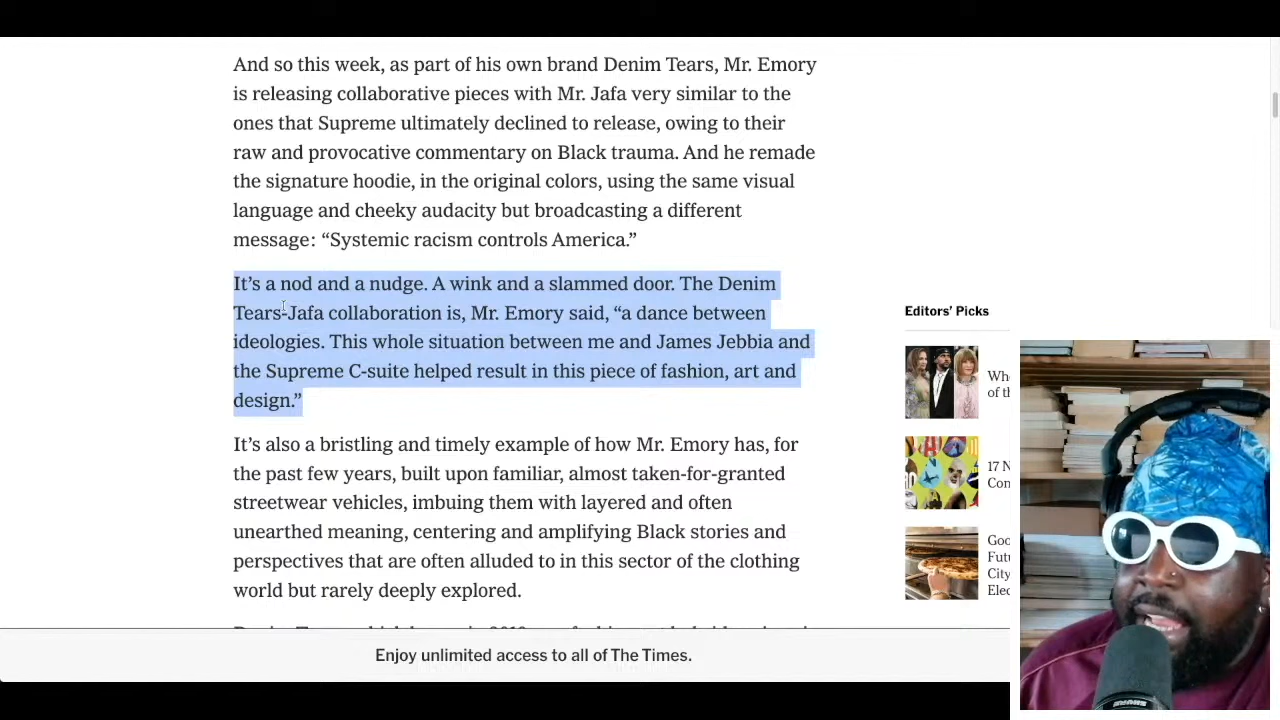 And so this week, as part of his own brand Denim Tears, Mr. Emory
is releasing collaborative pieces with Mr. Jafa very similar to the
ones that Supreme ultimately declined to release, owing to their
raw and provocative commentary on Black trauma. And he remade
the signature hoodie, in the original colors, using the same visual
language and cheeky audacity but broadcasting a different
message: “Systemic racism controls America.”
It’s a nod and a nudge. A wink and a slammed door. The Denim
Tears-Jafa collaboration is, Mr. Emory said, “a dance between
ideologies. This whole situation between me and James Jebbia and
the Supreme C-suite helped result in this piece of fashion, art and
design.”
It’s also a bristling and timely example of how Mr. Emory has, for
the past few years, built upon familiar, almost taken-for-granted
streetwear vehicles, imbuing them with layered and often
unearthed meaning, centering and amplifying Black stories and
perspectives that are often alluded to in this sector of the clothing
world but rarely deeply explored.
Editors’ Picks
of
17
Enjoy unlimited access to all of The Times.